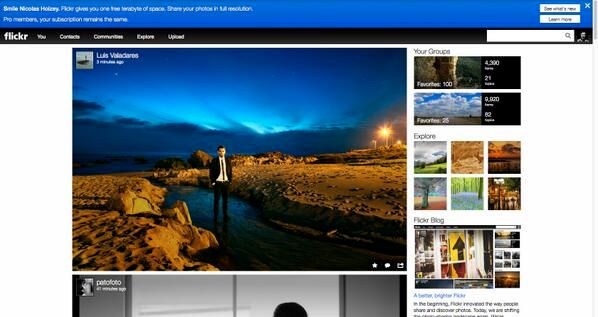 Smile Nicolas Hoizey. Flickr gives you one free terabyte of space. Share your photos in full resolution.
See what's new
Pro members, your subscription remains the same.
Learn more
flickr You Contacts Communities Explore Upload
Luis Valadares
3 minutes ago
Your Groups
4,390
items
21
topics
Favorites: 100
9,920
items
82
topics
Favorites: 25
Explore
Flickr Blog
A better, brighter Flickr
In the beginning, Flickr innovated the way people
share and discover photos. Today, we are shifting
patofoto
41 minutes ago